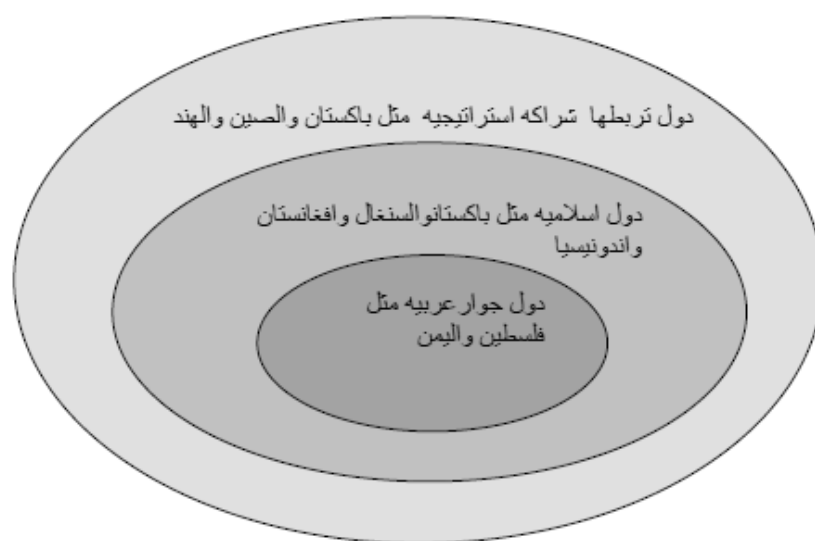 دول تربطها شراكه استراتيجيه مثل باكستان والصين والهند
دول اسلاميه مثل باكستانوالسنغال وافغانستان
واندونيسيا
دول جوار عربيه مثل
فلسطين واليمن